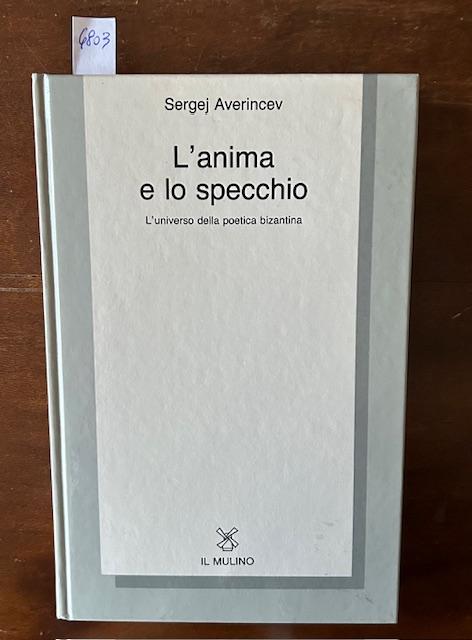 6803
Sergej Averincev
L'anima
e lo specchio
L'universo della poetica bizantina
IL MULINO